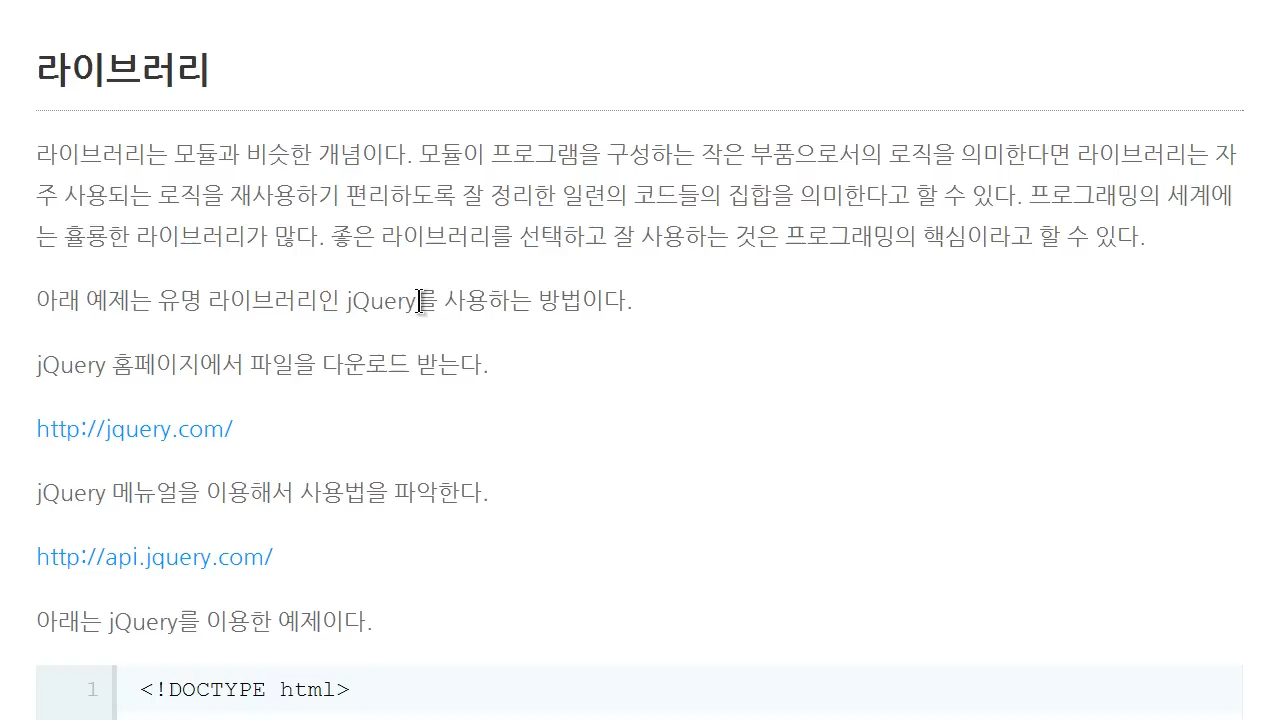 라이브러리
라이브러리는 모듈과 비슷한 개념이다. 모듈이 프로그램을 구성하는 작은 부품으로서의 로직을 의미한다면 라이브러리는 자
주 사용되는 로직을 재사용하기 편리하도록 잘 정리한 일련의 코드들의 집합을 의미한다고 할 수 있다. 프로그래밍의 세계에
는 휼륭한 라이브러리가 많다. 좋은 라이브러리를 선택하고 잘 사용하는 것은 프로그래밍의 핵심이라고 할 수 있다.
아래 예제는 유명 라이브러리인 jQuery를 사용하는 방법이다.
jQuery 홈페이지에서 파일을 다운로드 받는다.
http://jquery.com/
jQuery 메뉴얼을 이용해서 사용법을 파악한다.
http://api.jquery.com/
아래는 jQuery를 이용한 예제이다.
1 <!DOCTYPE html>